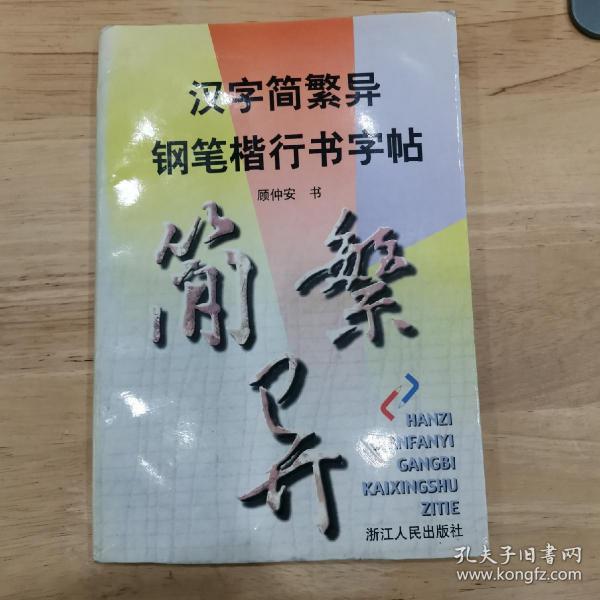 汉字简繁异
钢笔楷行书字帖
顾仲安 书
简 繁
异
HANZI
JIANFANYI
GANGBI
KAIXINGSHU
ZITIE
浙江人民出版社
孔夫子旧书网
www.kongfz.com